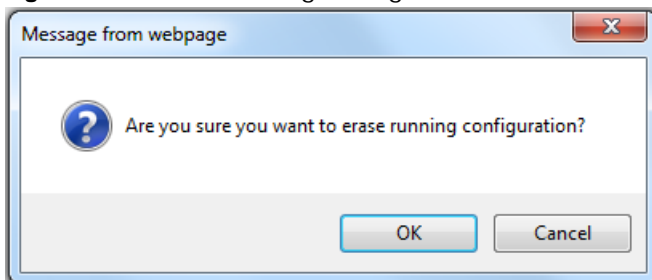 Message from webpage
Are you sure you want to erase running configuration?
OK
Cancel